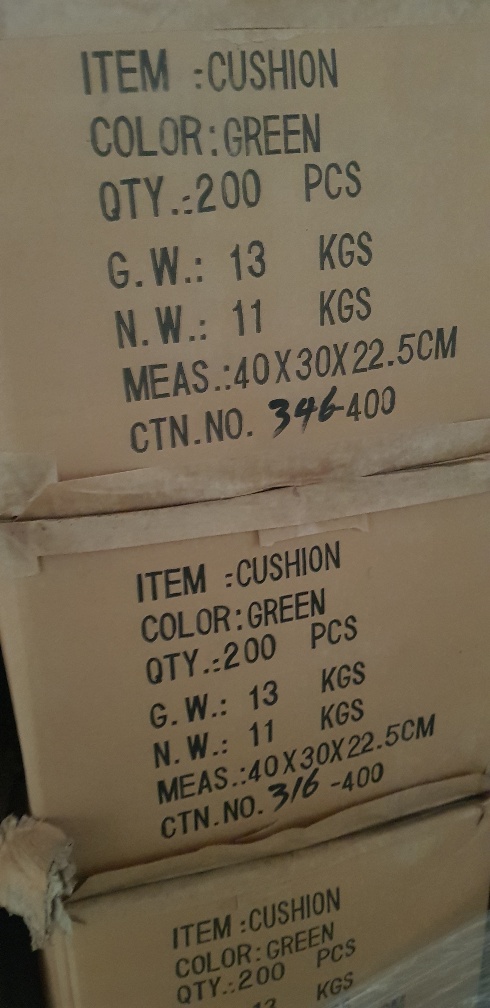 ITEM :CUSHION
COLOR:GREEN
QTY.:200 PCS
G.W.: 13 KGS
N.W.: 11 KGS
MEAS.:40X30X22.5CM
CTN.NO. 346-400
ITEM :CUSHION
COLOR:GREEN
QTY.:200 PCS
G.W.: 13 KGS
N.W.: 11 KGS
MEAS.:40X30X22.5CM
CTN.NO. 316-400
ITEM :CUSHION
COLOR:GREEN
QTY.:200 PCS
13 KGS